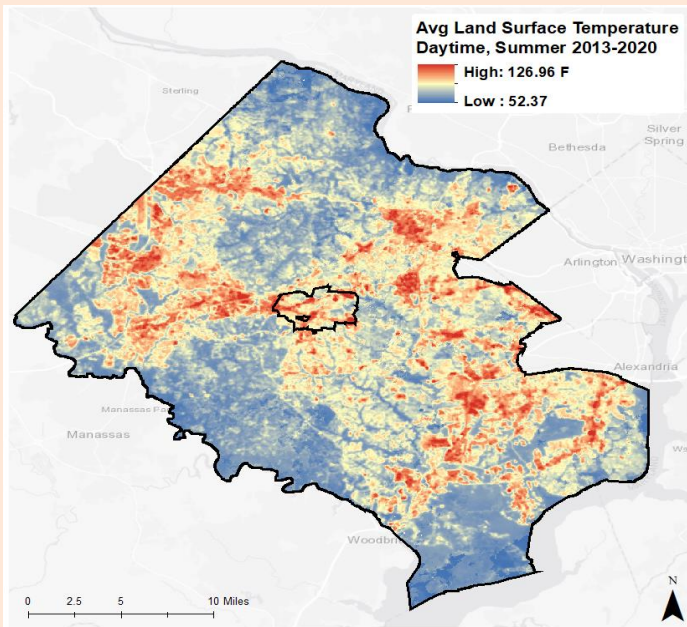 Avg Land Surface Temperature
Daytime, Summer 2013-2020
High: 126.96 F
Low : 52.37
Sterling
Silver
Spring
Bethesda
Arlington
Washingt
Alexandria
Manassas Pa
Manassas
Woodbri
N
0 2.5 5 10 Miles